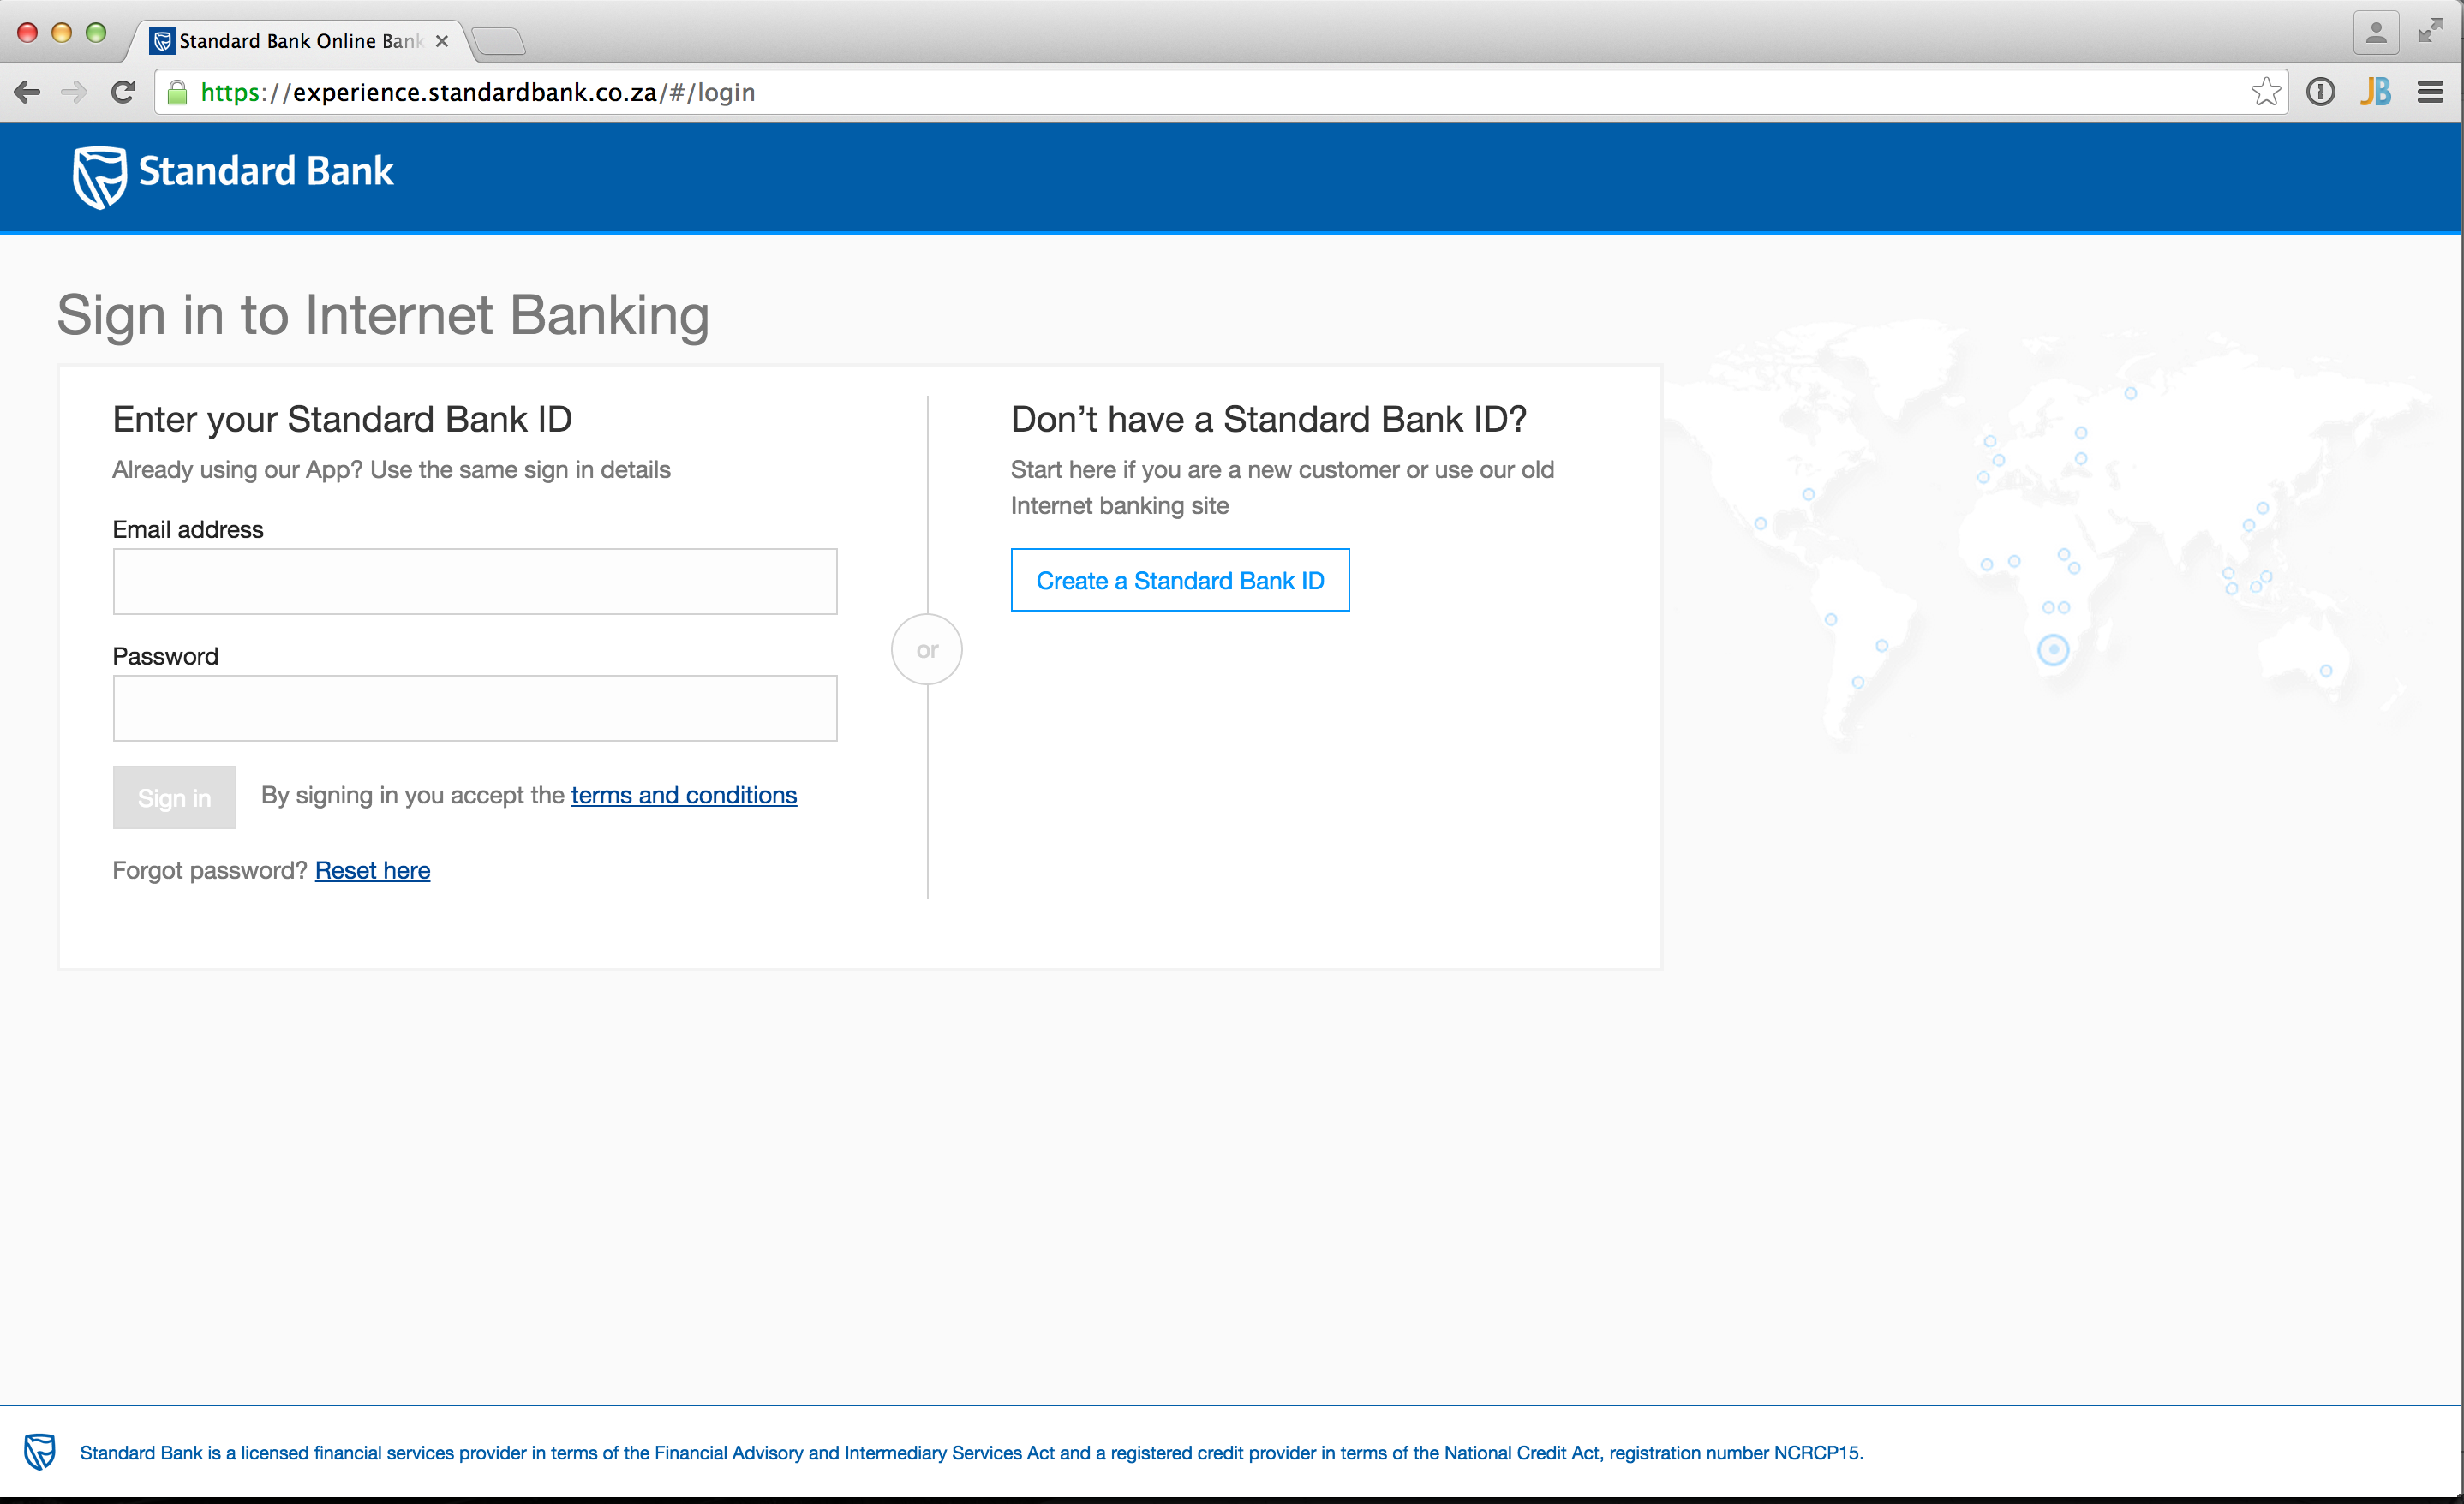 Standard Bank Online Bank
https://experience.standardbank.co.za/#/login
JB
Standard Bank
Sign in to Internet Banking
Enter your Standard Bank ID
Already using our App? Use the same sign in details
Email address
Password
Sign in
By signing in you accept the terms and conditions
Forgot password? Reset here
or
Don’t have a Standard Bank ID?
Start here if you are a new customer or use our old
Internet banking site
Create a Standard Bank ID
Standard Bank is a licensed financial services provider in terms of the Financial Advisory and Intermediary Services Act and a registered credit provider in terms of the National Credit Act, registration number NCRCP15.